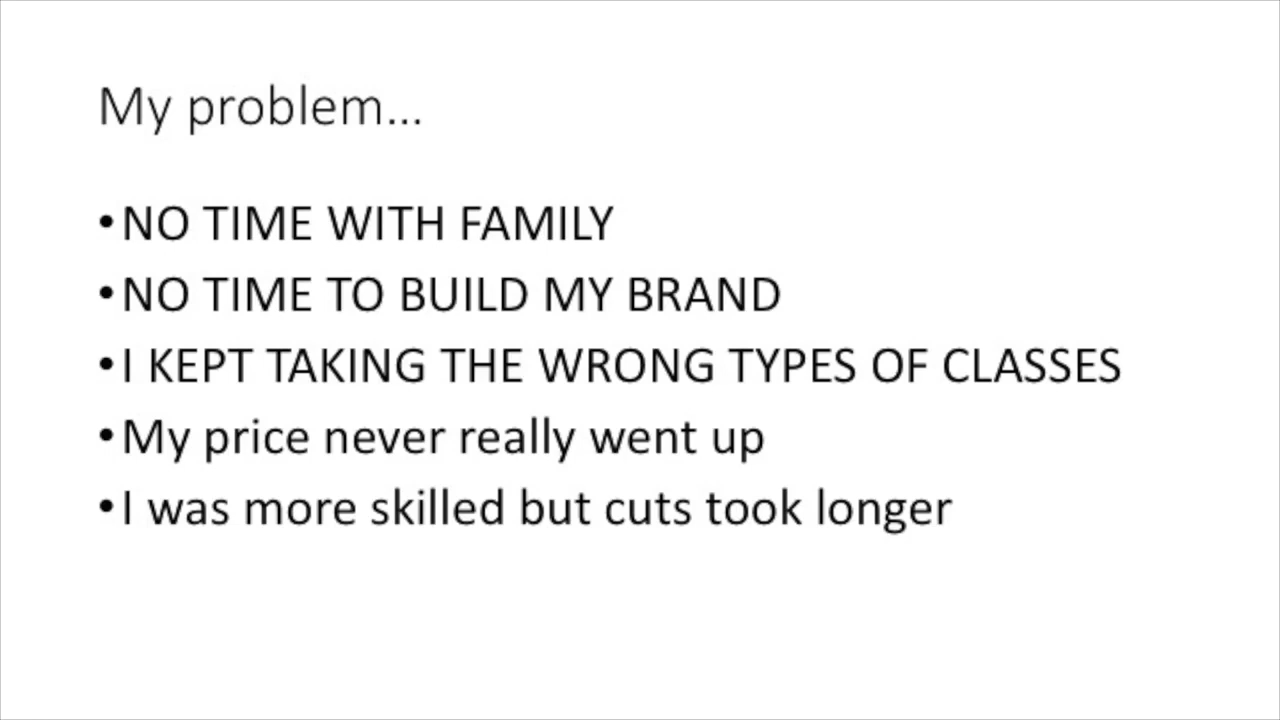 My problem...
•NO TIME WITH FAMILY
•NO TIME TO BUILD MY BRAND
•I KEPT TAKING THE WRONG TYPES OF CLASSES
•My price never really went up
•I was more skilled but cuts took longer